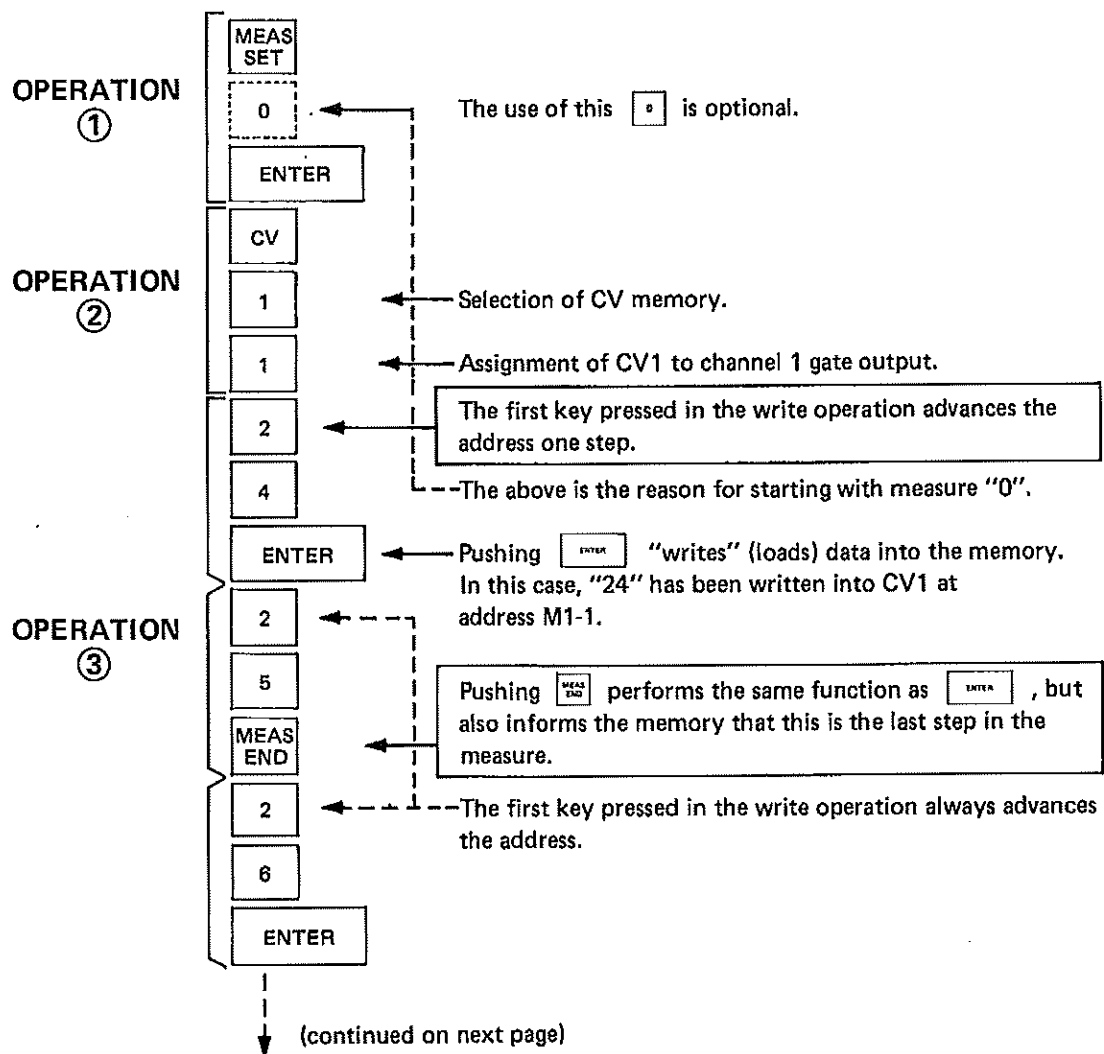 MEAS
SET
OPERATION
①
0
The use of this 0 is optional.
ENTER
CV
OPERATION
②
1
Selection of CV memory.
1
Assignment of CV1 to channel 1 gate output.
2
The first key pressed in the write operation advances the
address one step.
4
The above is the reason for starting with measure "0".
ENTER
Pushing ENTER "writes" (loads) data into the memory.
In this case, "24" has been written into CV1 at
address M1-1.
OPERATION
③
2
5
Pushing MEAS END performs the same function as ENTER , but
also informs the memory that this is the last step in the
measure.
MEAS
END
2
The first key pressed in the write operation always advances
the address.
6
ENTER
(continued on next page)